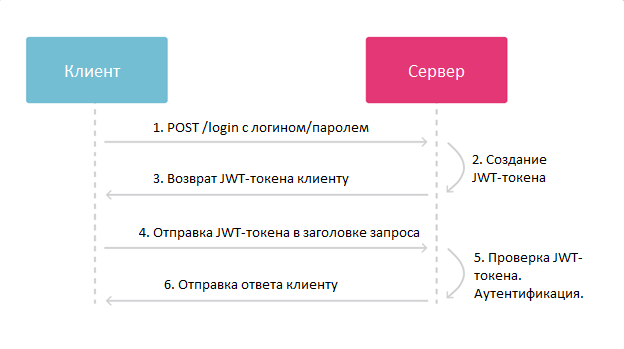 Клиент
Сервер
1. POST /login с логином/паролем
2. Создание
JWT-токена
3. Возврат JWT-токена клиенту
4. Отправка JWT-токена в заголовке запроса
5. Проверка JWT-
токена.
Аутентификация.
6. Отправка ответа клиенту